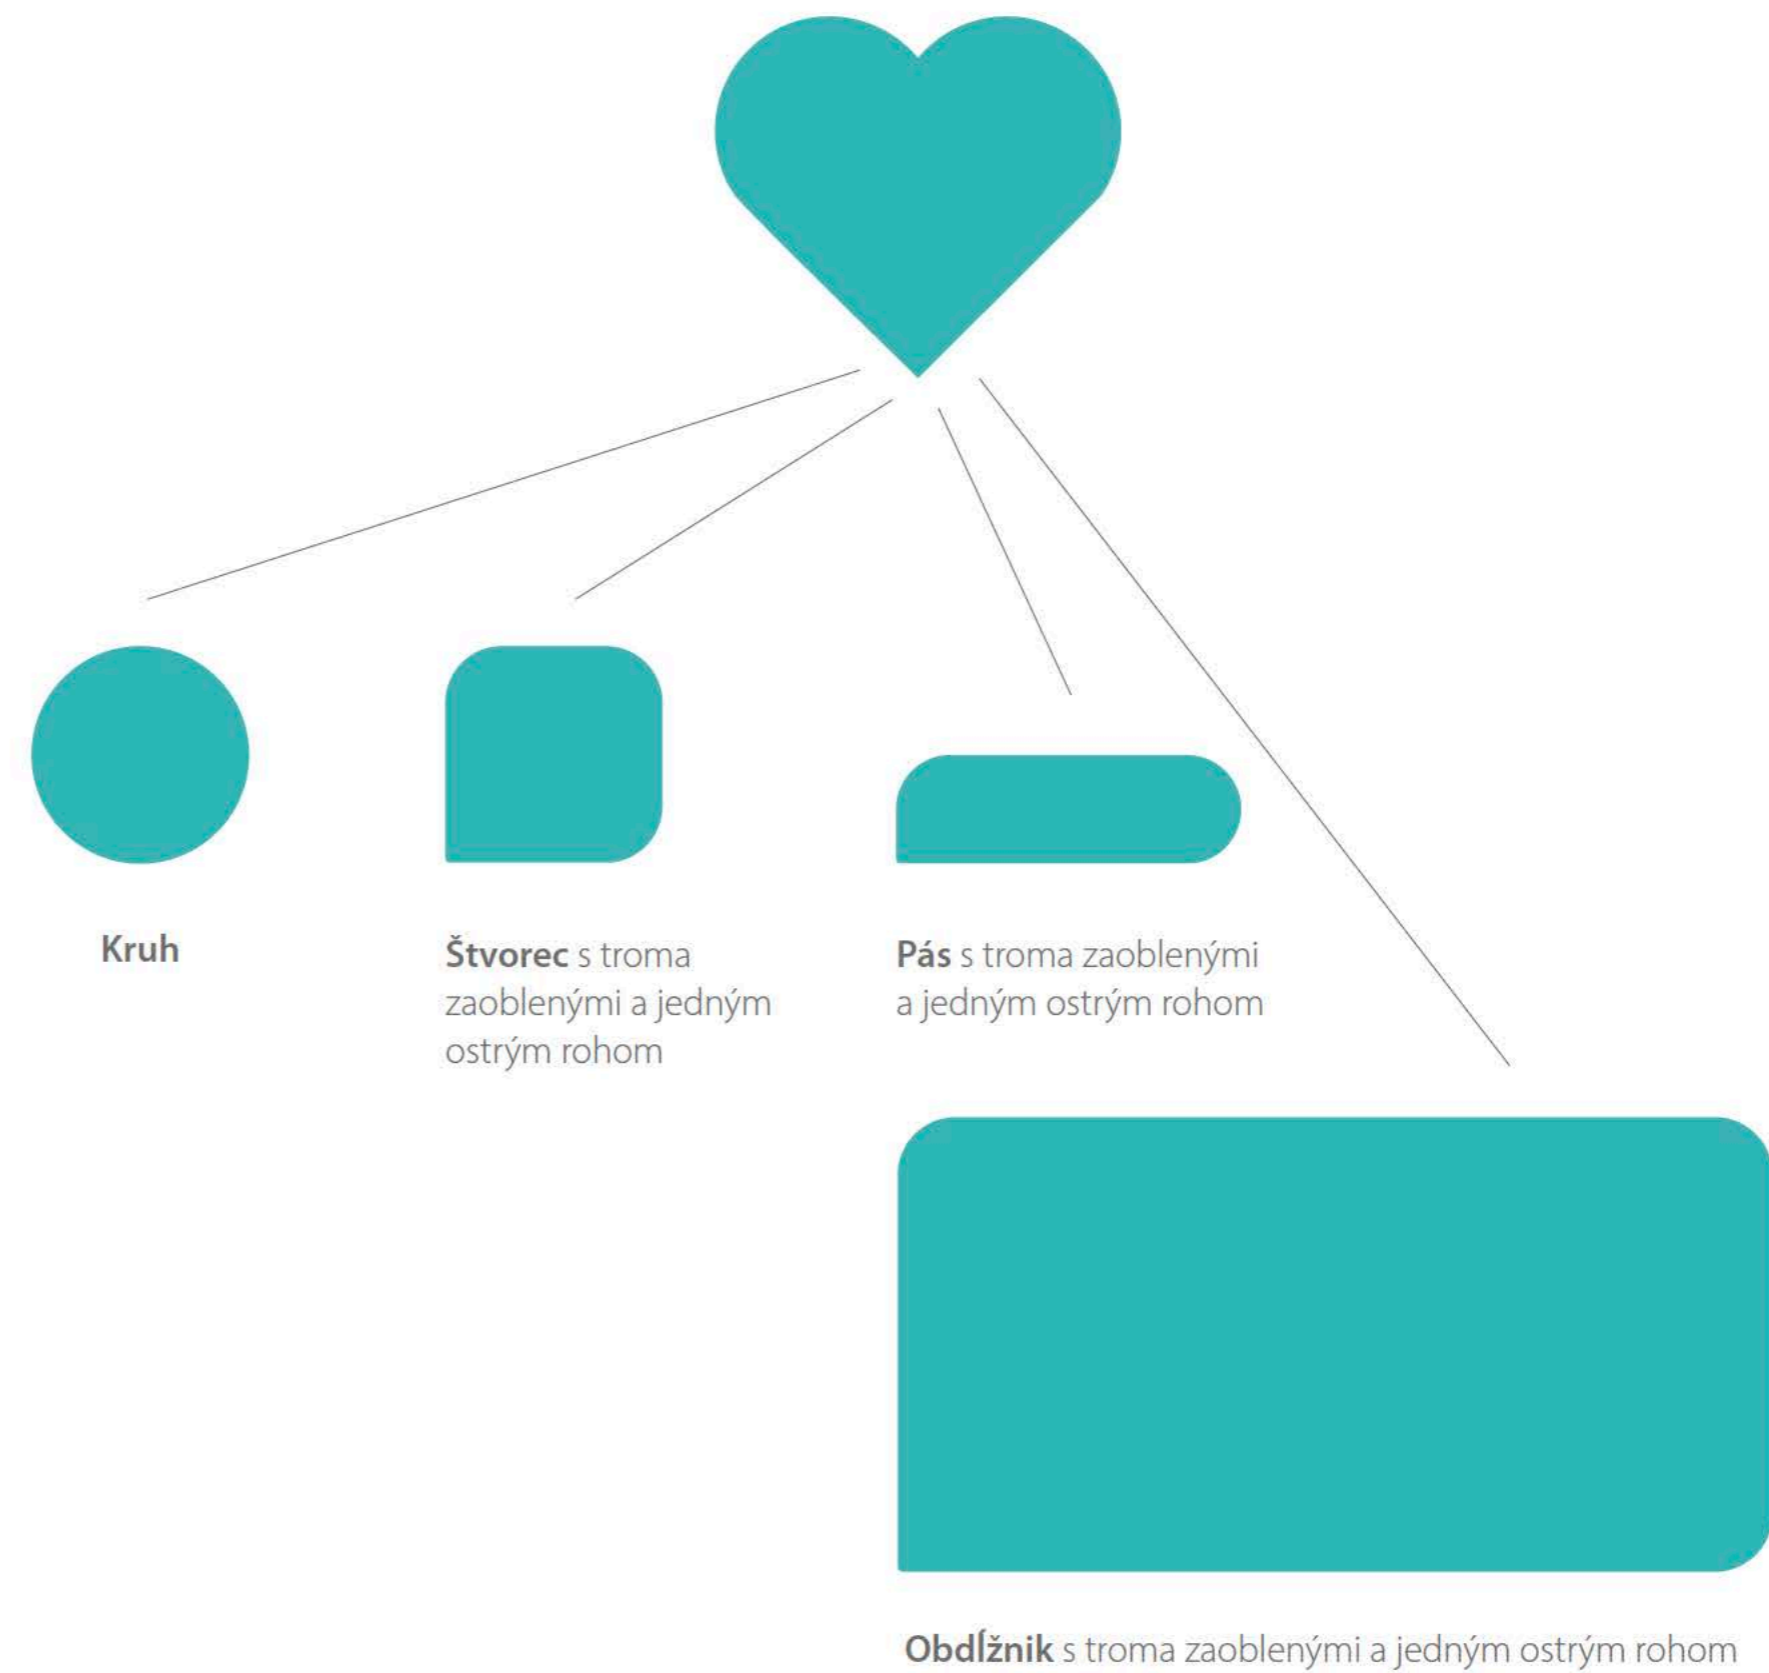 Kruh
Štvorec s troma
zaoblenými a jedným
ostrým rohom
Pás s troma zaoblenými
a jedným ostrým rohom
Obdĺžnik s troma zaoblenými a jedným ostrým rohom